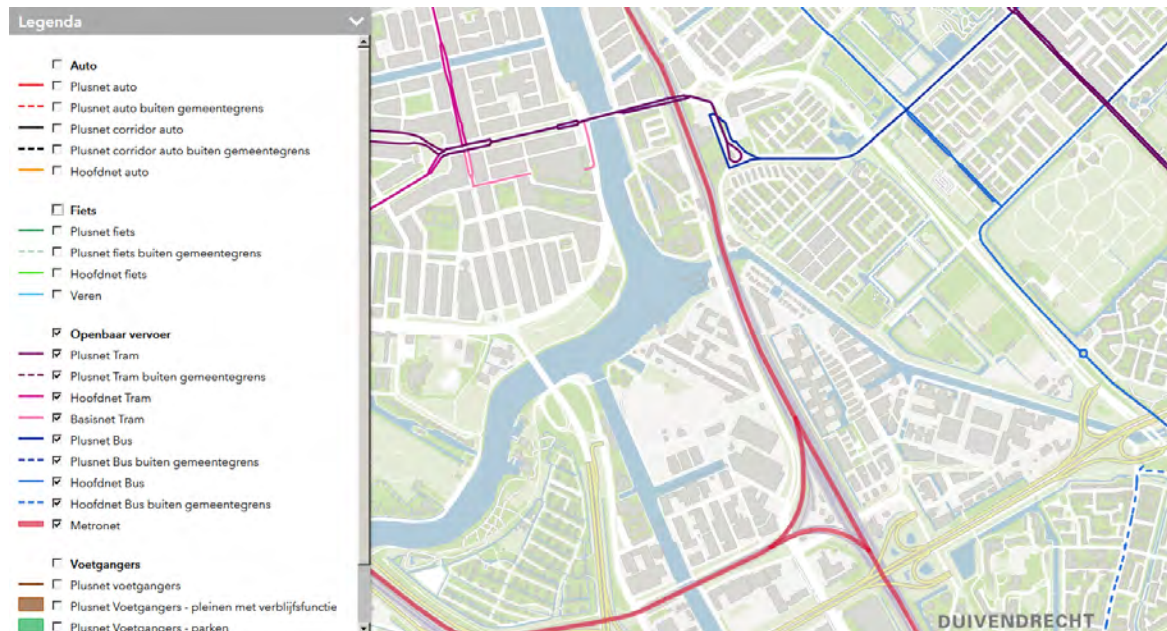 Legenda
Auto
Plusnet auto
Plusnet auto buiten gemeentegrens
Plusnet corridor auto
Plusnet corridor auto buiten gemeentegrens
Hoofdnet auto
Fiets
Plusnet fiets
Plusnet fiets buiten gemeentegrens
Hoofdnet fiets
Veren
Openbaar vervoer
Plusnet Tram
Plusnet Tram buiten gemeentegrens
Hoofdnet Tram
Basisnet Tram
Plusnet Bus
Plusnet Bus buiten gemeentegrens
Hoofdnet Bus
Hoofdnet Bus buiten gemeentegrens
Metronet
Voetgangers
Plusnet voetgangers
Plusnet Voetgangers - pleinen met verblijfsfunctie
Plusnet Voetgangers - parken
DUIVENDRECHT